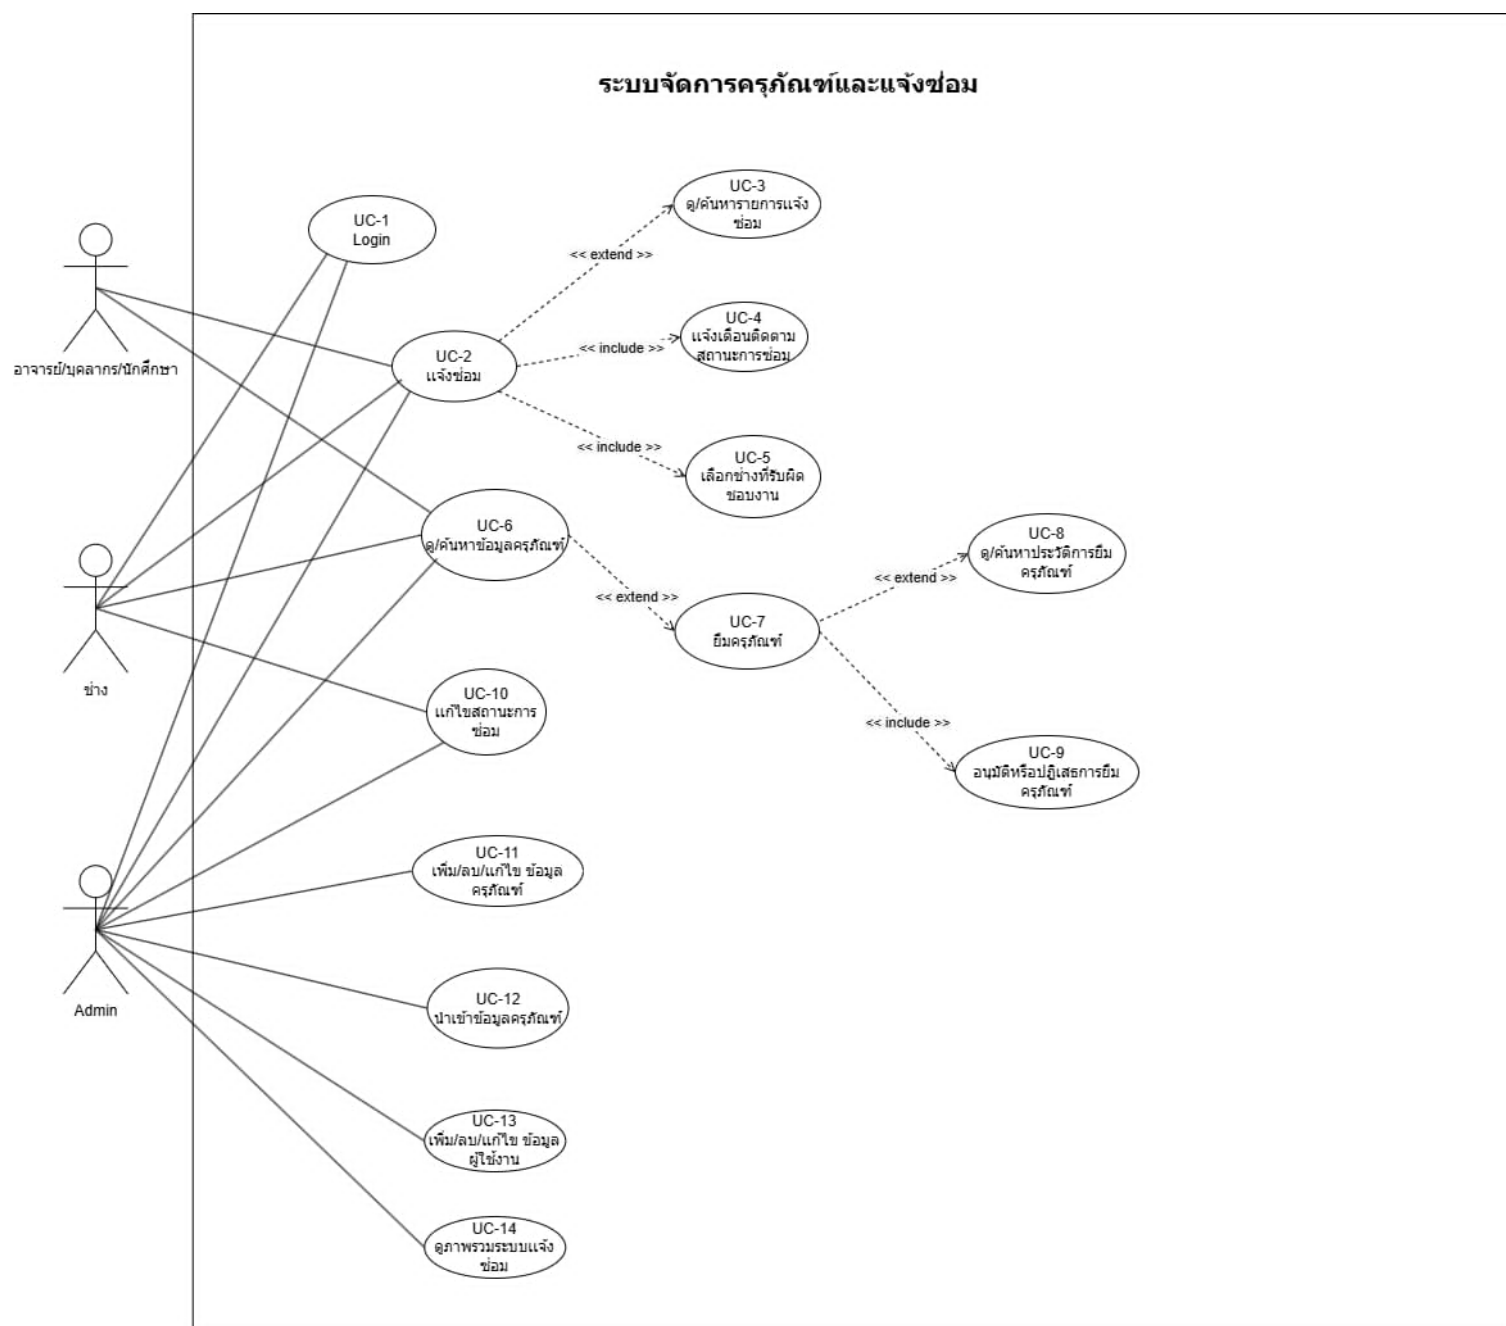 ระบบจัดการครุภัณฑ์และแจ้งซ่อม
UC-1
Login
อาจารย์/บุคลากร/นักศึกษา
UC-2
แจ้งซ่อม
<< extend >>
UC-3
ดู/ค้นหารายการแจ้ง
ซ่อม
<< include >>
UC-4
แจ้งเตือนติดตาม
สถานะการซ่อม
<< include >>
UC-5
เลือกช่างที่รับผิด
ชอบงาน
UC-6
ดู/ค้นหาข้อมูลครุภัณฑ์
<< extend >>
UC-7
ยืมครุภัณฑ์
<< extend >>
UC-8
ดู/ค้นหาประวัติการยืม
ครุภัณฑ์
<< include >>
UC-9
อนุมัติหรือปฏิเสธการยืม
ครุภัณฑ์
ช่าง
UC-10
แก้ไขสถานะการ
ซ่อม
UC-11
เพิ่ม/ลบ/แก้ไข ข้อมูล
ครุภัณฑ์
Admin
UC-12
นำเข้าข้อมูลครุภัณฑ์
UC-13
เพิ่ม/ลบ/แก้ไข ข้อมูล
ผู้ใช้งาน
UC-14
ดูภาพรวมระบบแจ้ง
ซ่อม